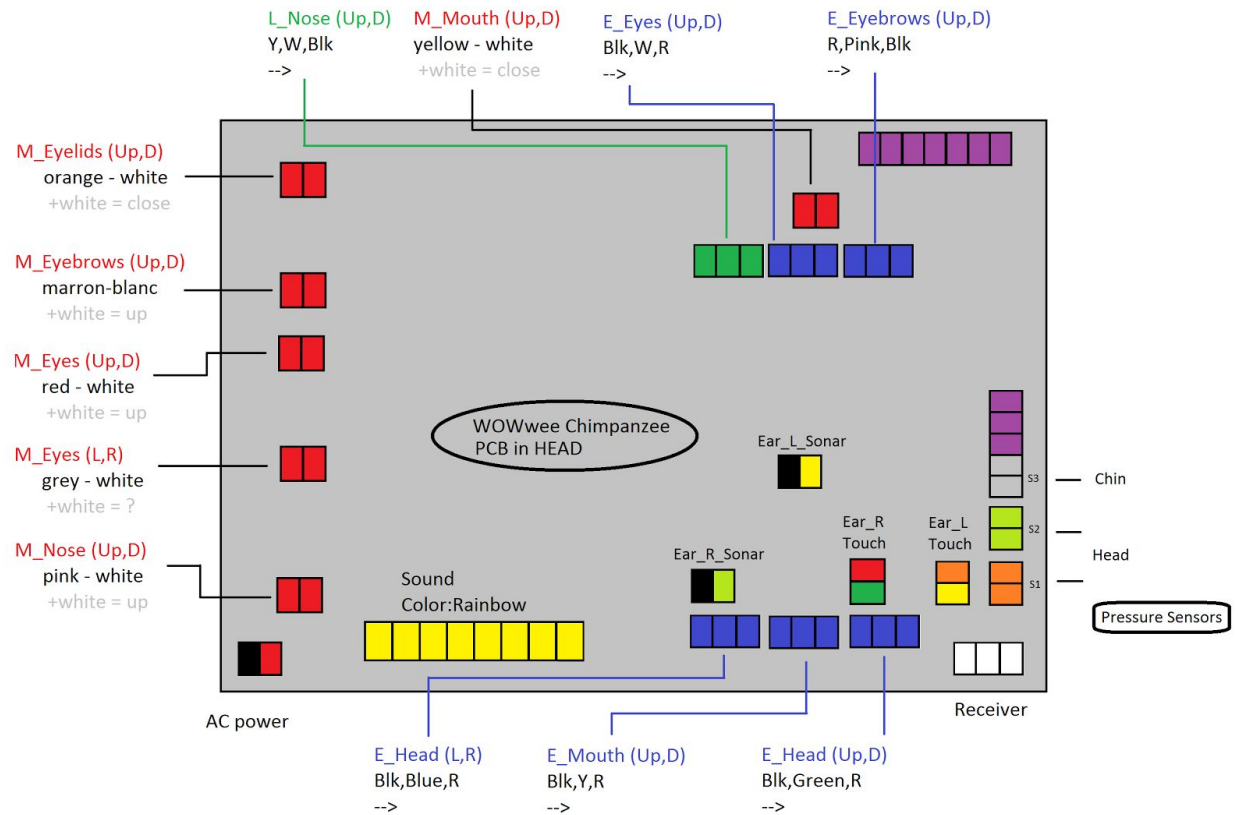 L_Nose (Up,D)
Y,W,Blk
-->
M_Mouth (Up,D)
yellow - white
+white = close
E_Eyes (Up,D)
Blk,W,R
-->
E_Eyebrows (Up,D)
R,Pink,Blk
-->
M_Eyelids (Up,D)
orange - white
+white = close
M_Eyebrows (Up,D)
marron-blanc
+white = up
M_Eyes (Up,D)
red - white
+white = up
M_Eyes (L,R)
grey - white
+white = ?
M_Nose (Up,D)
pink - white
+white = up
WOWwee Chimpanzee
PCB in HEAD
Ear_L_Sonar
Ear_R_Sonar
Ear_R
Touch
Ear_L
Touch
S3
Chin
S2
Head
S1
Pressure Sensors
Sound
Color:Rainbow
AC power
Receiver
E_Head (L,R)
Blk,Blue,R
-->
E_Mouth (Up,D)
Blk,Y,R
-->
E_Head (Up,D)
Blk,Green,R
-->